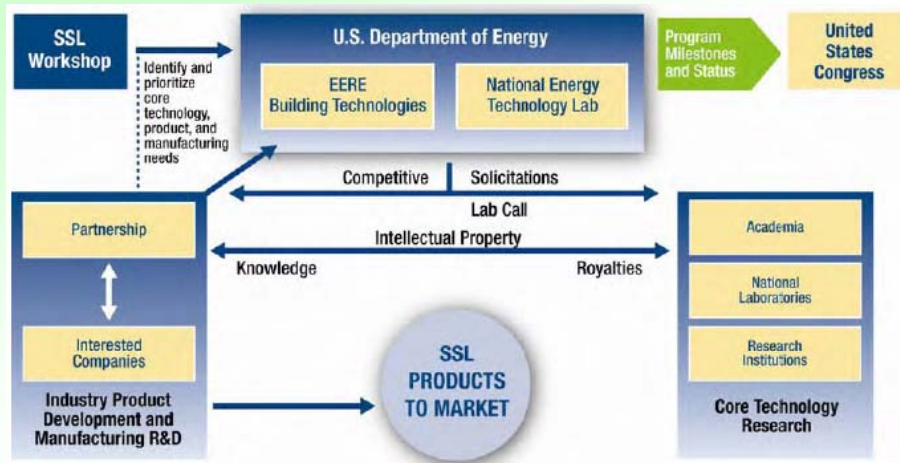 SSL
Workshop
Identify and
prioritize
core
technology,
product, and
manufacturing
needs
U.S. Department of Energy
EERE
Building Technologies
National Energy
Technology Lab
Program
Milestones
and Status
United
States
Congress
Competitive
Solicitations
Lab Call
Intellectual Property
Knowledge
Royalties
Partnership
Interested
Companies
Industry Product
Development and
Manufacturing R&D
SSL
PRODUCTS
TO MARKET
Academia
National
Laboratories
Research
Institutions
Core Technology
Research